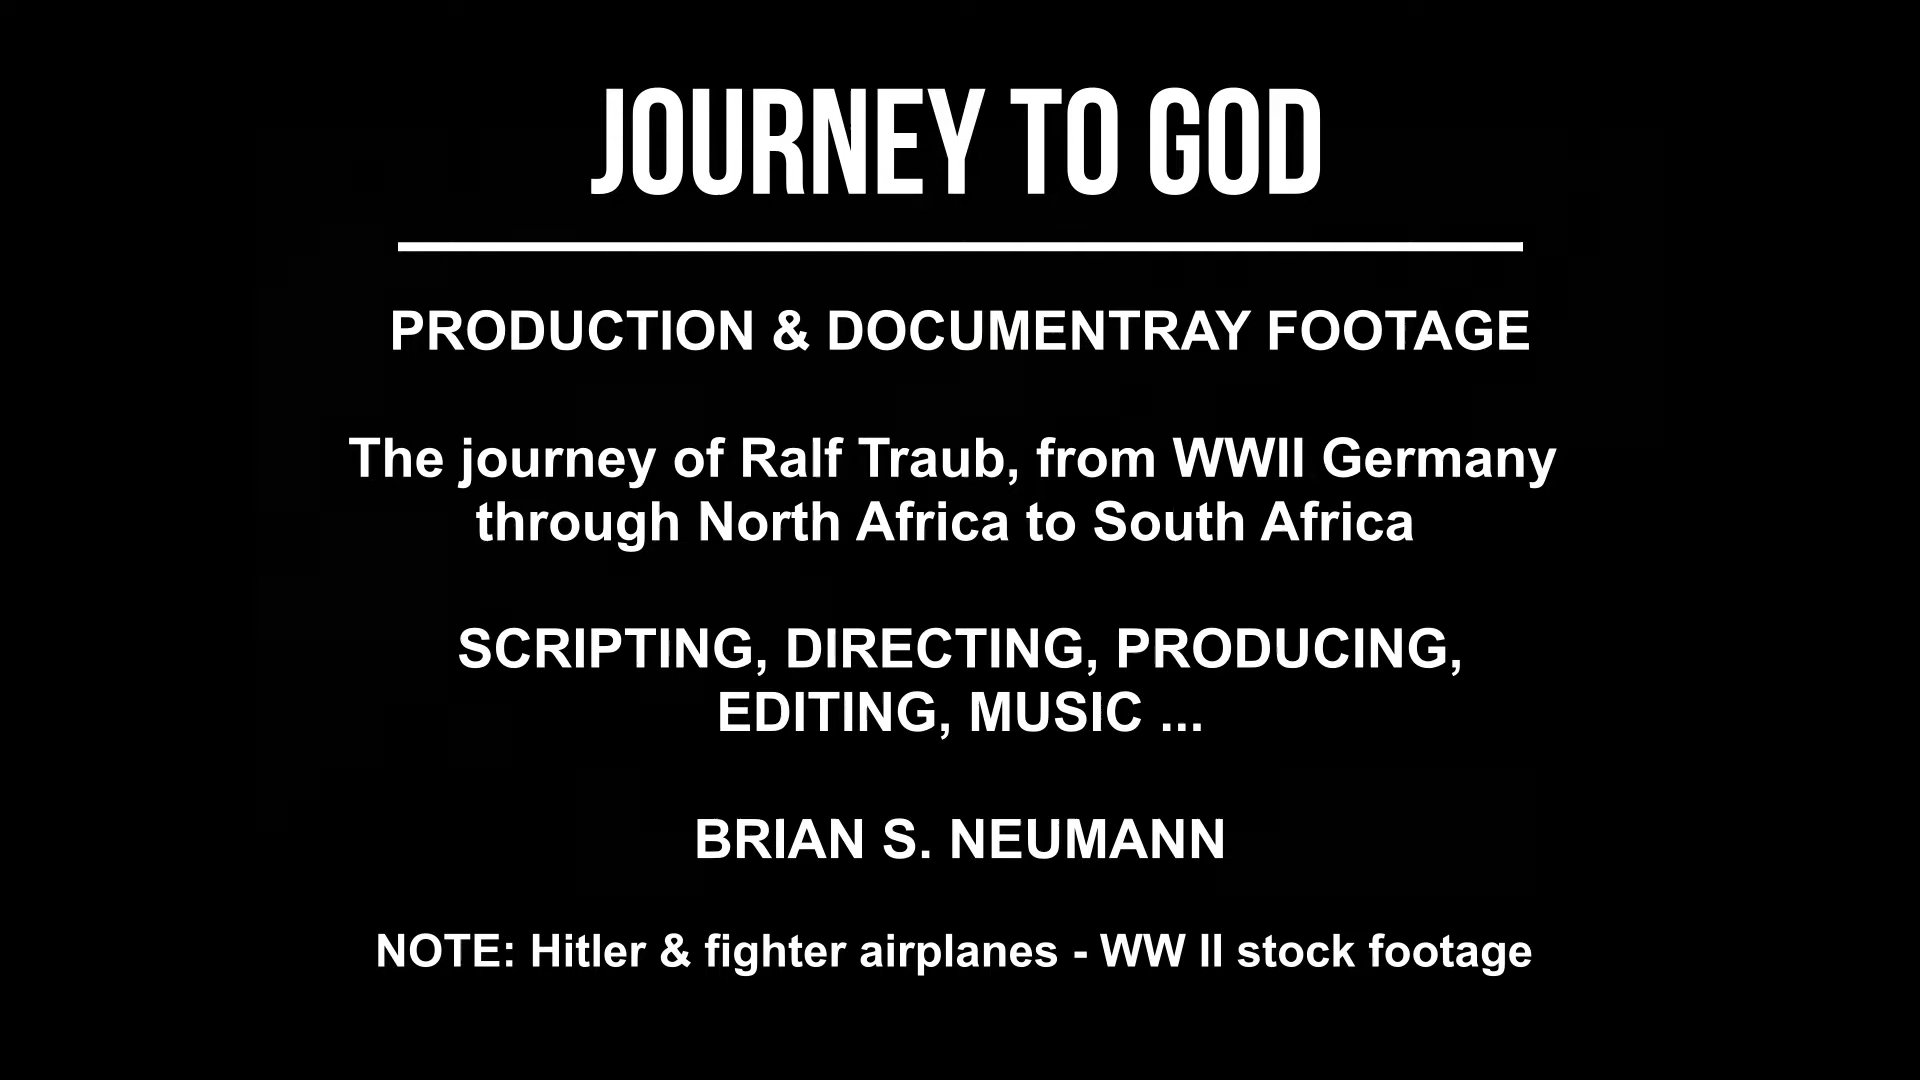 JOURNEY TO GOD
PRODUCTION & DOCUMENTRAY FOOTAGE
The journey of Ralf Traub, from WWII Germany
through North Africa to South Africa
SCRIPTING, DIRECTING, PRODUCING,
EDITING, MUSIC ...
BRIAN S. NEUMANN
NOTE: Hitler & fighter airplanes - WW II stock footage